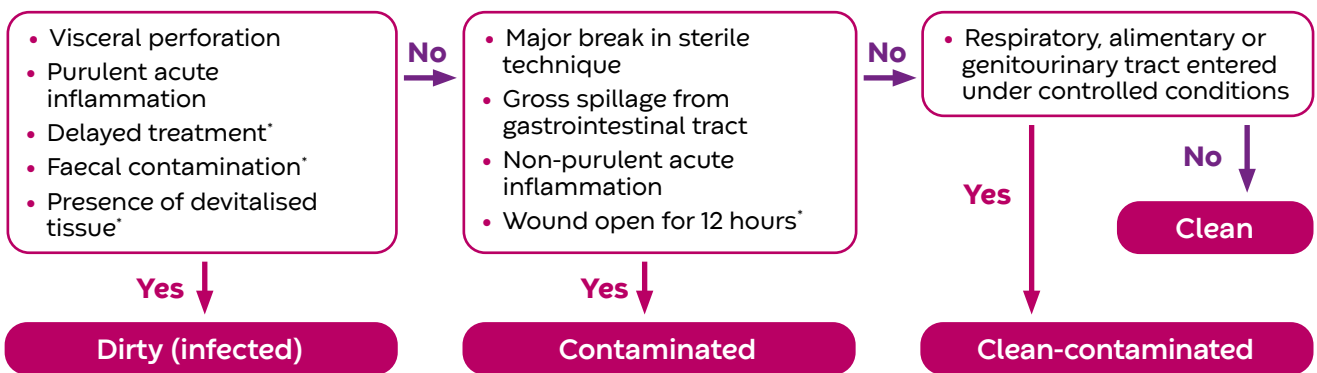 • Visceral perforation
• Purulent acute
inflammation
• Delayed treatment*
• Faecal contamination*
• Presence of devitalised
tissue*
No
Yes
Dirty (infected)
• Major break in sterile
technique
• Gross spillage from
gastrointestinal tract
• Non-purulent acute
inflammation
• Wound open for 12 hours*
No
Yes
Contaminated
• Respiratory, alimentary or
genitourinary tract entered
under controlled conditions
No
Clean
Yes
Clean-contaminated